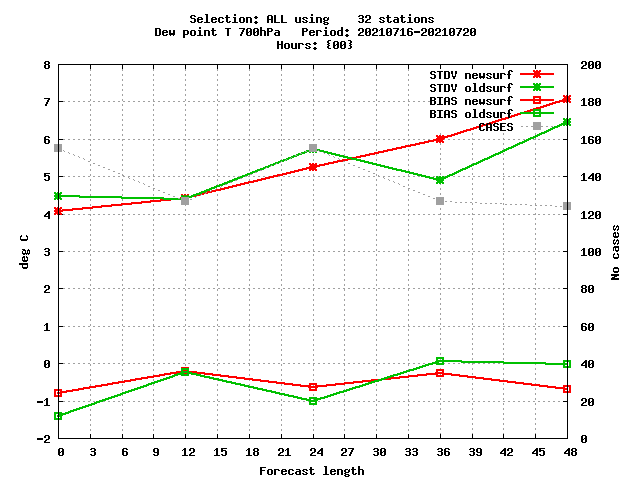 Selection: ALL using 32 stations
Dew point T 700hPa Period: 20210716-20210720
Hours: {00}
STDV newsurf
STDV oldsurf
BIAS newsurf
BIAS oldsurf
CASES
8
7
6
5
4
3
2
1
0
-1
-2
deg C
200
180
160
140
120
100
80
60
40
20
0
No cases
0 3 6 9 12 15 18 21 24 27 30 33 36 39 42 45 48
Forecast length